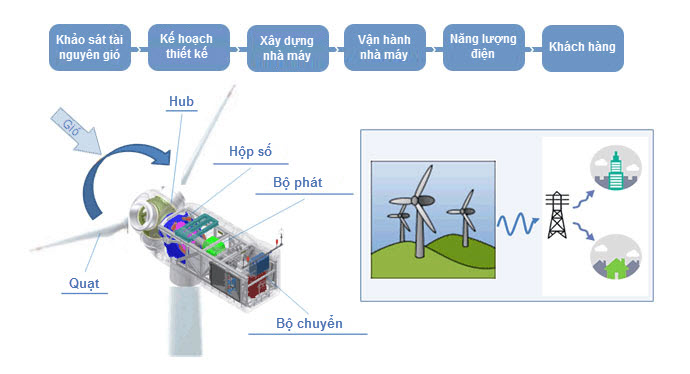 Khảo sát tài
nguyên gió
Kế hoạch
thiết kế
Xây dựng
nhà máy
Vận hành
nhà máy
Năng lượng
điện
Khách hàng
Hub
Gió
Hộp số
Bộ phát
Quạt
Bộ chuyển